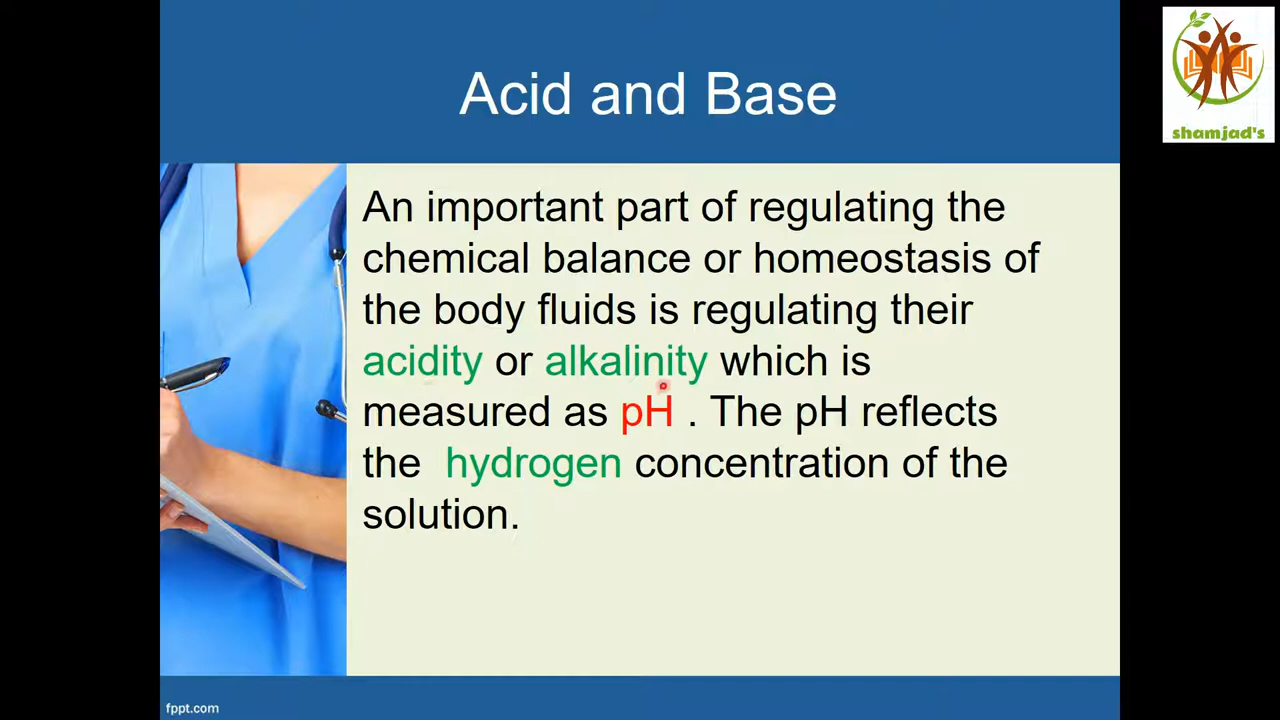 Acid and Base
shamjad's
An important part of regulating the
chemical balance or homeostasis of
the body fluids is regulating their
acidity or alkalinity which is
measured as pH . The pH reflects
the hydrogen concentration of the
solution.
fppt.com